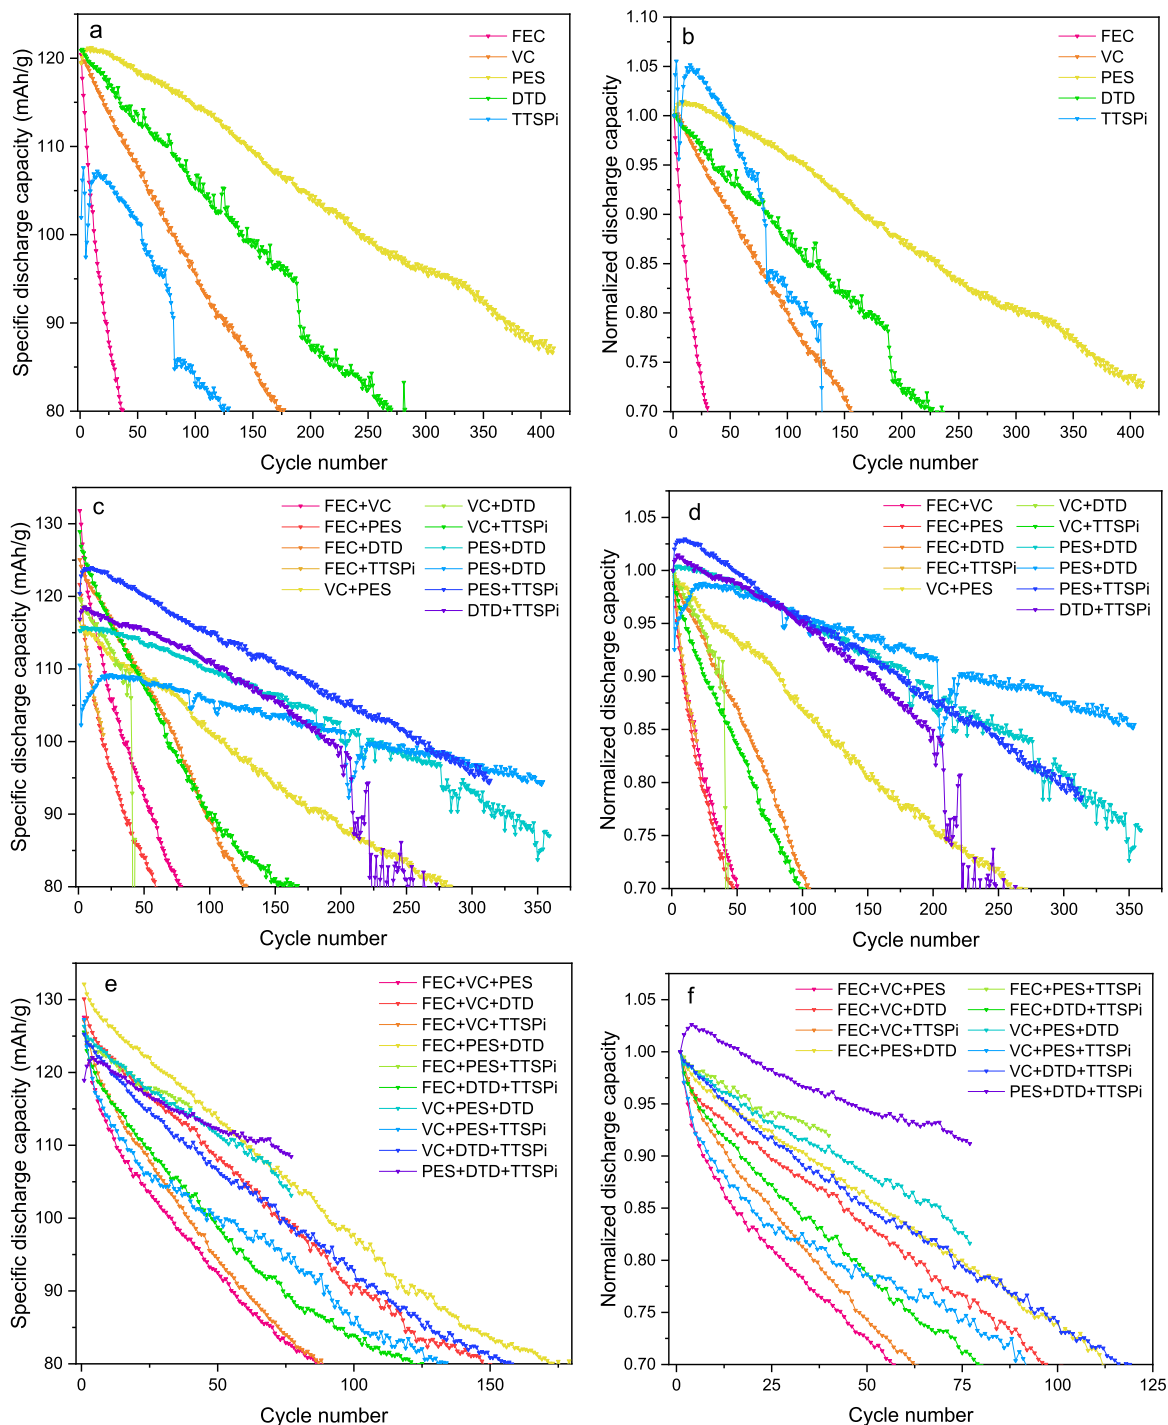 a
Specific discharge capacity (mAh/g)
120
110
100
90
80
0 50 100 150 200 250 300 350 400
Cycle number
FEC
VC
PES
DTD
TTSPi
b
Normalized discharge capacity
1.10
1.05
1.00
0.95
0.90
0.85
0.80
0.75
0.70
0 50 100 150 200 250 300 350 400
Cycle number
FEC
VC
PES
DTD
TTSPi
c
Specific discharge capacity (mAh/g)
130
120
110
100
90
80
0 50 100 150 200 250 300 350
Cycle number
FEC+VC
FEC+PES
FEC+DTD
FEC+TTSPi
VC+PES
VC+DTD
VC+TTSPi
PES+DTD
PES+DTD
PES+TTSPi
DTD+TTSPi
d
Normalized discharge capacity
1.05
1.00
0.95
0.90
0.85
0.80
0.75
0.70
0 50 100 150 200 250 300 350
Cycle number
FEC+VC
FEC+PES
FEC+DTD
FEC+TTSPi
VC+PES
VC+DTD
VC+TTSPi
PES+DTD
PES+DTD
PES+TTSPi
DTD+TTSPi
e
Specific discharge capacity (mAh/g)
130
120
110
100
90
80
0 50 100 150
Cycle number
FEC+VC+PES
FEC+VC+DTD
FEC+VC+TTSPi
FEC+PES+DTD
FEC+PES+TTSPi
FEC+DTD+TTSPi
VC+PES+DTD
VC+PES+TTSPi
VC+DTD+TTSPi
PES+DTD+TTSPi
f
Normalized discharge capacity
1.05
1.00
0.95
0.90
0.85
0.80
0.75
0.70
0 25 50 75 100 125
Cycle number
FEC+VC+PES
FEC+VC+DTD
FEC+VC+TTSPi
FEC+PES+DTD
FEC+PES+TTSPi
FEC+DTD+TTSPi
VC+PES+DTD
VC+PES+TTSPi
VC+DTD+TTSPi
PES+DTD+TTSPi